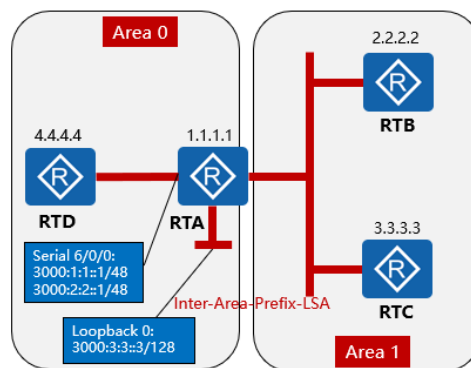 Area 0
2.2.2.2
R
RTB
4.4.4.4
1.1.1.1
R
R
RTD
RTA
Serial 6/0/0:
3000:1:1::1/48
3000:2:2::1/48
3.3.3.3
R
RTC
Inter-Area-Prefix-LSA
Loopback 0:
3000:3:3::3/128
Area 1